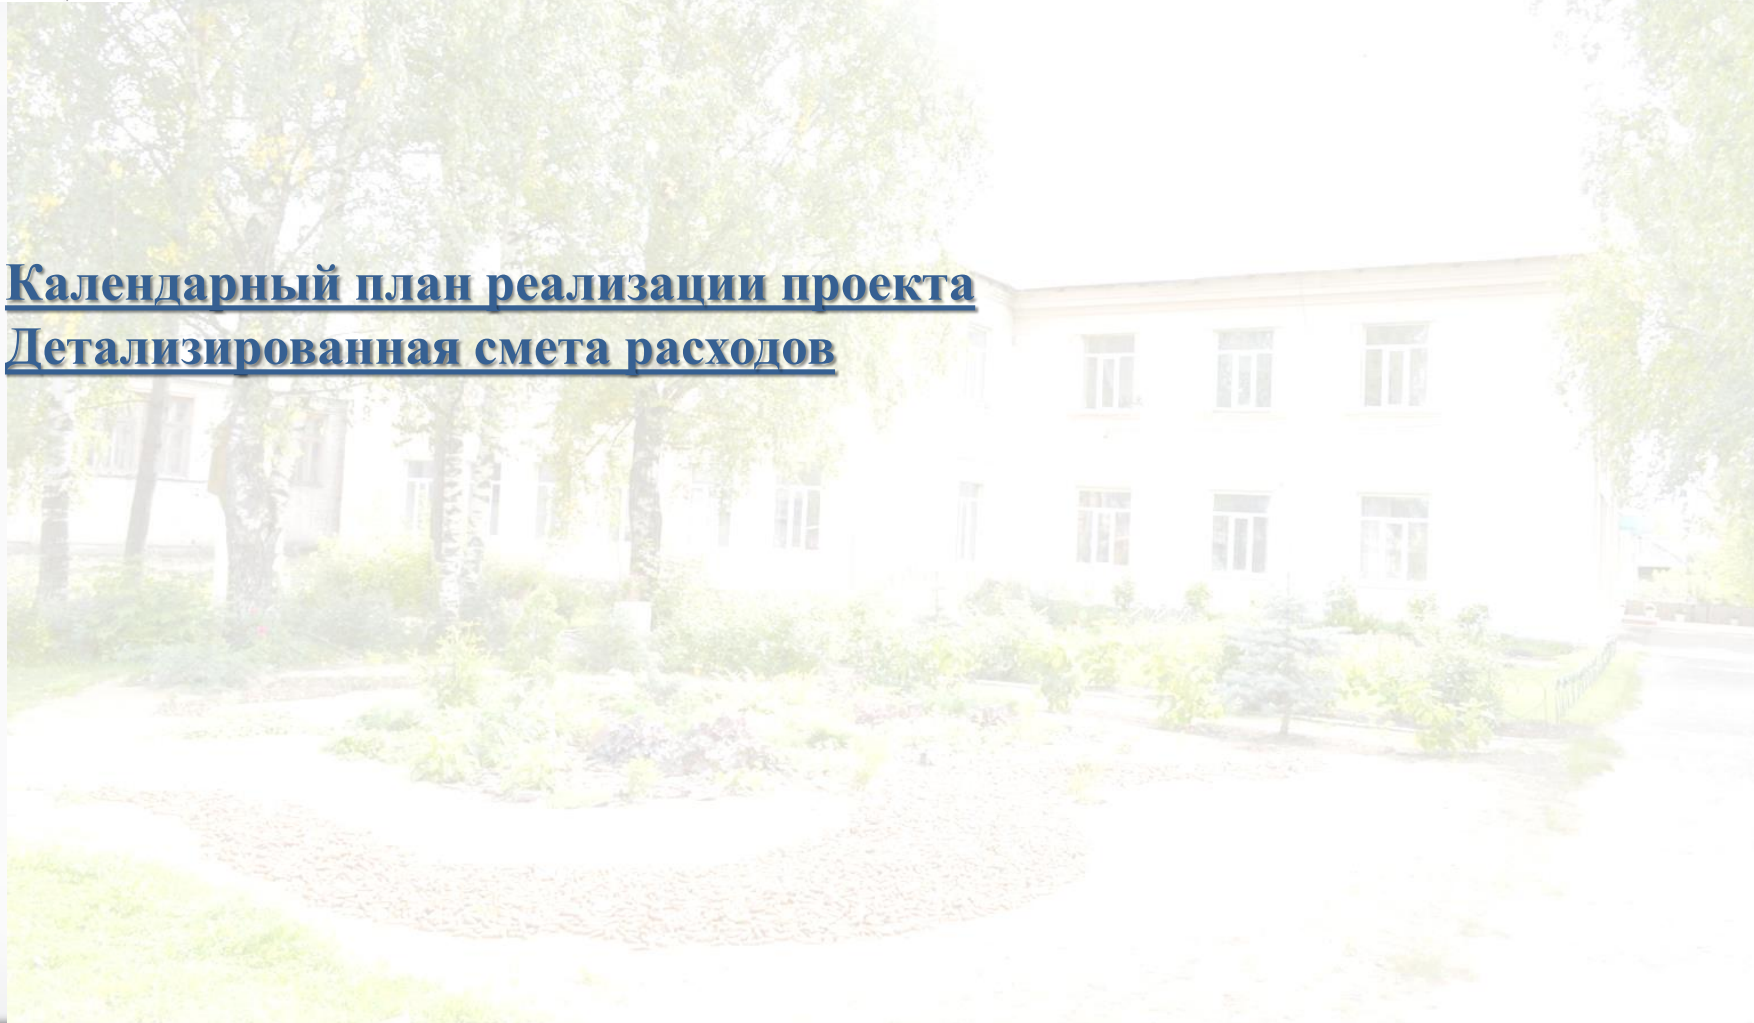 Календарный план реализации проекта
Детализированная смета расходов